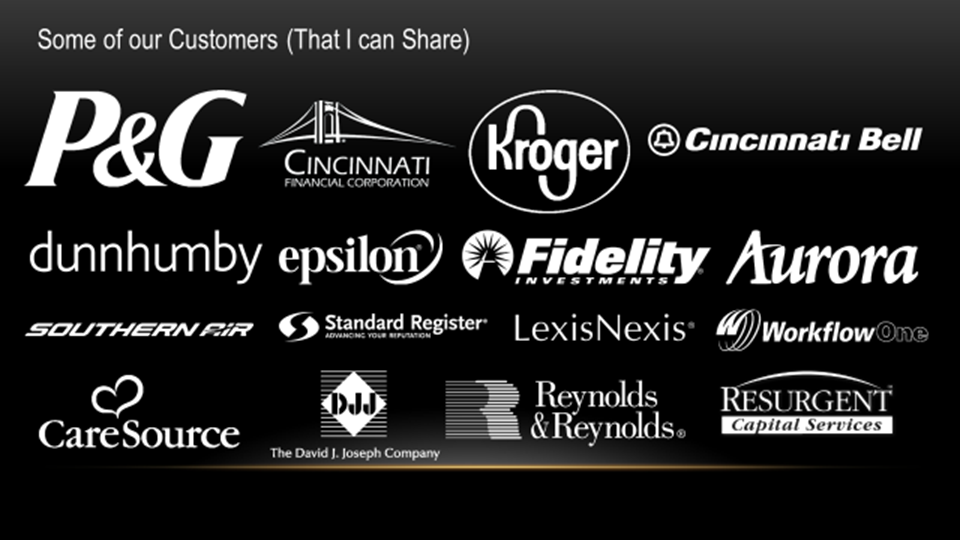 Some of our Customers (That I can Share)
P&G
CINCINNATI
FINANCIAL CORPORATION
Kroger
Cincinnati Bell
dunnhumby
epsilon®
Fidelity
INVESTMENTS®
Aurora
SOUTHERN AIR
Standard Register®
ADVANCING YOUR REPUTATION
LexisNexis®
WorkflowOne
CareSource
DJJ
The David J. Joseph Company
Reynolds
&Reynolds®
RESURGENT
Capital Services